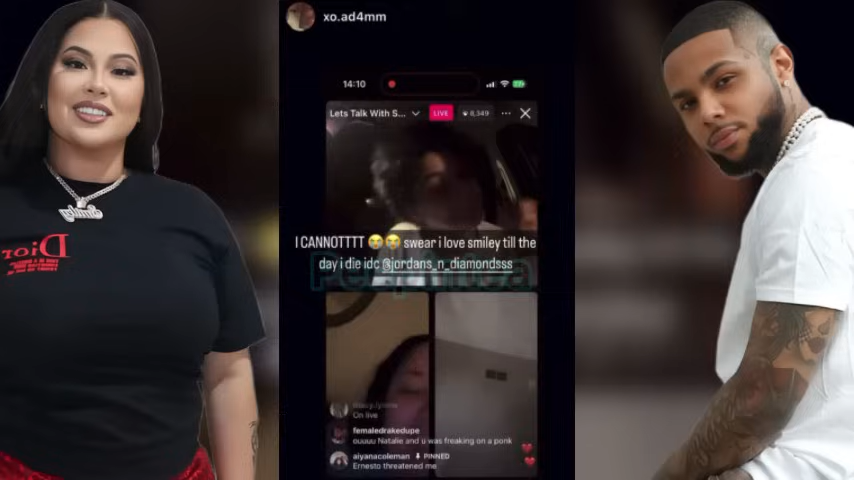 xo.ad4mm
14:10
Lets Talk With S...
LIVE
8,349
I CANNOTTTT 😭😭 swear i love smiley till the
day i die idc @jordans_n_diamondsss
On live
femaledrakedupe
ouuuu Natalie and u was freaking on a ponk
aiyanacoleman PINNED
Ernesto threatened me
Dior